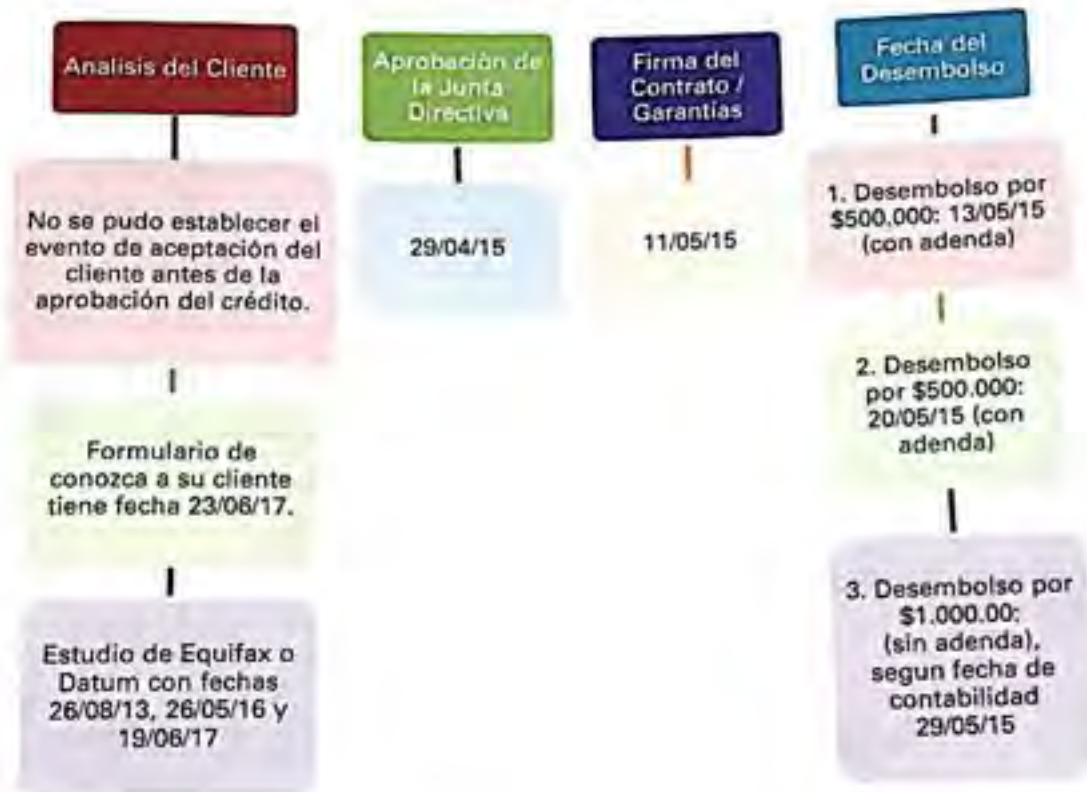 Analisis del Cliente
No se pudo establecer el
evento de aceptación del
cliente antes de la
aprobación del crédito.
Formulario de
conozca a su cliente
tiene fecha 23/06/17.
Estudio de Equifax o
Datum con fechas
26/08/13, 26/05/16 y
19/06/17
Aprobación de
la Junta
Directiva
29/04/15
Firma del
Contrato /
Garantías
11/05/15
Fecha del
Desembolso
1. Desembolso por
$500.000: 13/05/15
(con adenda)
2. Desembolso
por $500.000:
20/05/15 (con
adenda)
3. Desembolso por
$1.000.00:
(sin adenda),
segun fecha de
contabilidad
29/05/15